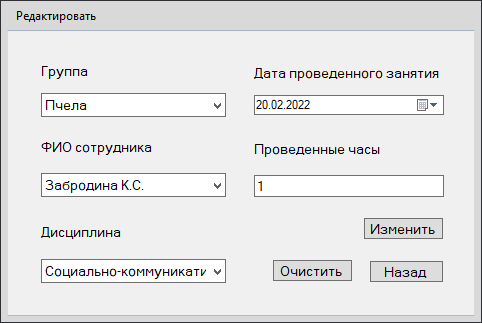 Редактировать
Группа
Дата проведенного занятия
Пчела
20.02.2022
ФИО сотрудника
Проведенные часы
Забродина К.С.
1
Дисциплина
Изменить
Социально-коммуникати
Очистить
Назад